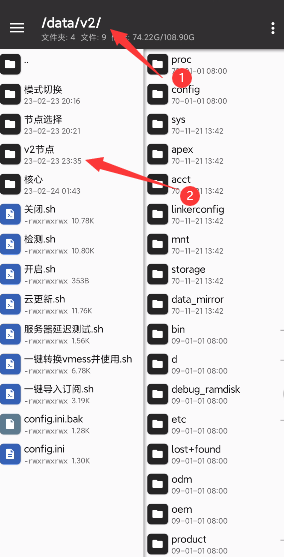 /data/v2/
文件夹: 4 文件: 9 74.22G/108.90G
1
..
模式切换
23-02-23 20:16
节点选择
23-02-23 20:21
v2节点
23-02-23 23:35
2
核心
23-02-24 01:43
关闭.sh
-rwxrwxrwx 10.78K
检测.sh
-rwxrwxrwx 10.80K
开启.sh
-rwxrwxrwx 353B
云更新.sh
-rwxrwxrwx 11.76K
服务器延迟测试.sh
-rwxrwxrwx 1.56K
一键转换vmess并使用.sh
-rwxrwxrwx 6.78K
一键导入订阅.sh
-rwxrwxrwx 3.19K
config.ini.bak
-rwxrwxrwx 1.28K
config.ini
-rwxrwxrwx 1.30K
proc
70-01-01 08:00
config
70-01-01 08:00
sys
70-11-21 13:42
apex
70-11-21 13:42
acct
70-11-21 13:42
linkerconfig
70-11-21 13:42
mnt
70-11-21 13:42
storage
70-11-21 13:42
data_mirror
70-11-21 13:42
bin
09-01-01 08:00
d
09-01-01 08:00
debug_ramdisk
09-01-01 08:00
etc
09-01-01 08:00
lost+found
09-01-01 08:00
odm
09-01-01 08:00
oem
09-01-01 08:00
product
09-01-01 08:00